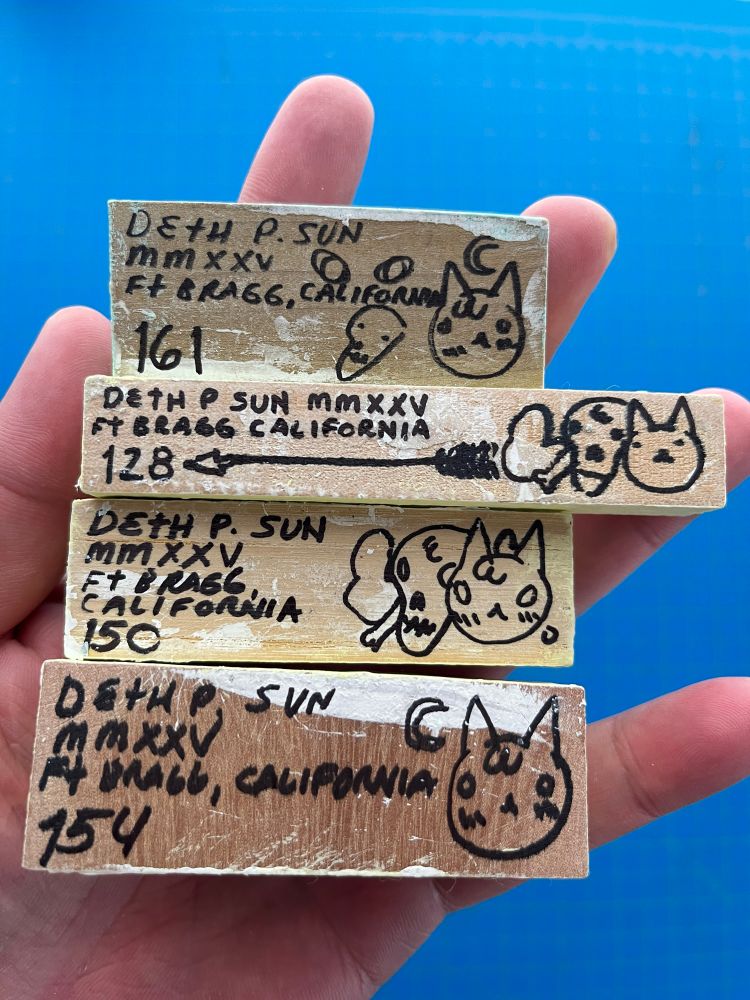 DEtH P. SUN
MMXXV
Ft BRAGG, CALIFORNIA
161
DEtH P SUN MMXXV
Ft BRAGG CALIFORNIA
128
DEtH P. SUN
MMXXV
Ft BRAGG,
CALIFORNIA
150
DEtH P. SUN
MMXXV
Ft BRAGG, CALIFORNIA
154